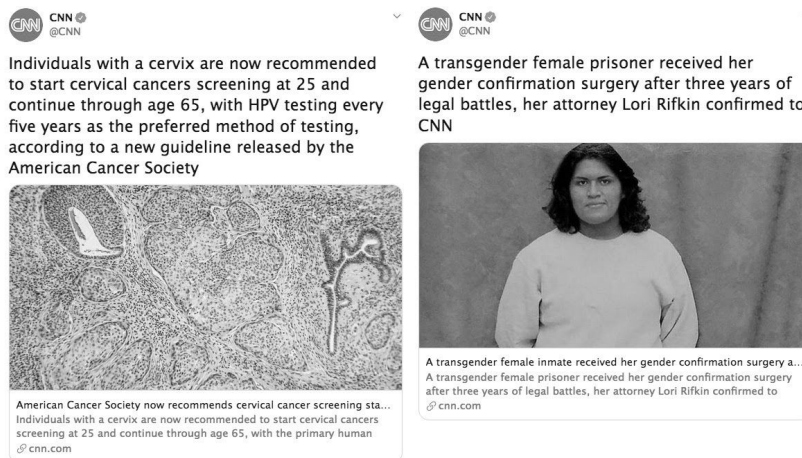 CNN
@CNN
Individuals with a cervix are now recommended
to start cervical cancers screening at 25 and
continue through age 65, with HPV testing every
five years as the preferred method of testing,
according to a new guideline released by the
American Cancer Society
American Cancer Society now recommends cervical cancer screening sta...
Individuals with a cervix are now recommended to start cervical cancers
screening at 25 and continue through age 65, with the primary human
cnn.com
CNN
@CNN
A transgender female prisoner received her
gender confirmation surgery after three years of
legal battles, her attorney Lori Rifkin confirmed to
CNN
A transgender female inmate received her gender confirmation surgery a...
A transgender female prisoner received her gender confirmation surgery
after three years of legal battles, her attorney Lori Rifkin confirmed to
cnn.com